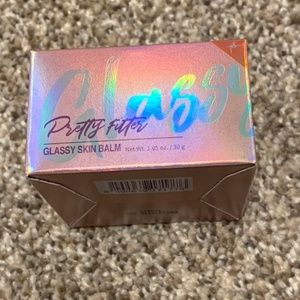 Glassy
Pretty Filter
GLASSY SKIN BALM Net Wt. 1.05 oz. / 30 g